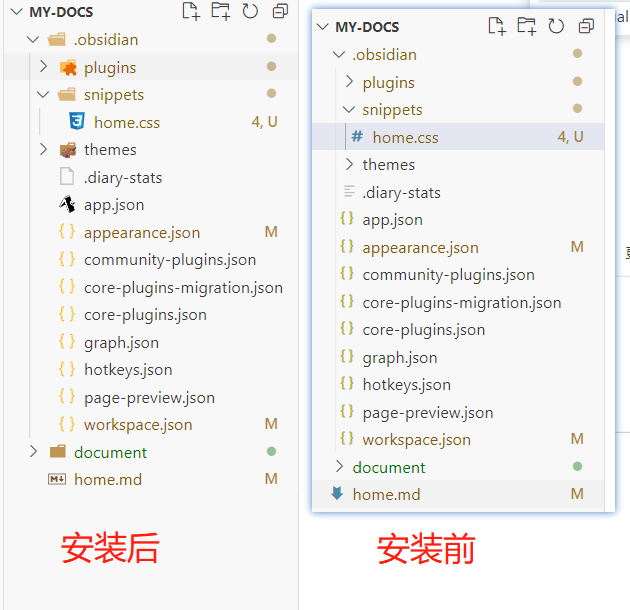 MY-DOCS
.obsidian
plugins
snippets
home.css 4, U
themes
.diary-stats
app.json
appearance.json M
community-plugins.json
core-plugins-migration.json
core-plugins.json
graph.json
hotkeys.json
page-preview.json
workspace.json M
document
home.md M
安装后
MY-DOCS
.obsidian
plugins
snippets
# home.css 4, U
themes
.diary-stats
app.json
appearance.json M
community-plugins.json
core-plugins-migration.json
core-plugins.json
graph.json
hotkeys.json
page-preview.json
workspace.json M
document
home.md M
安装前